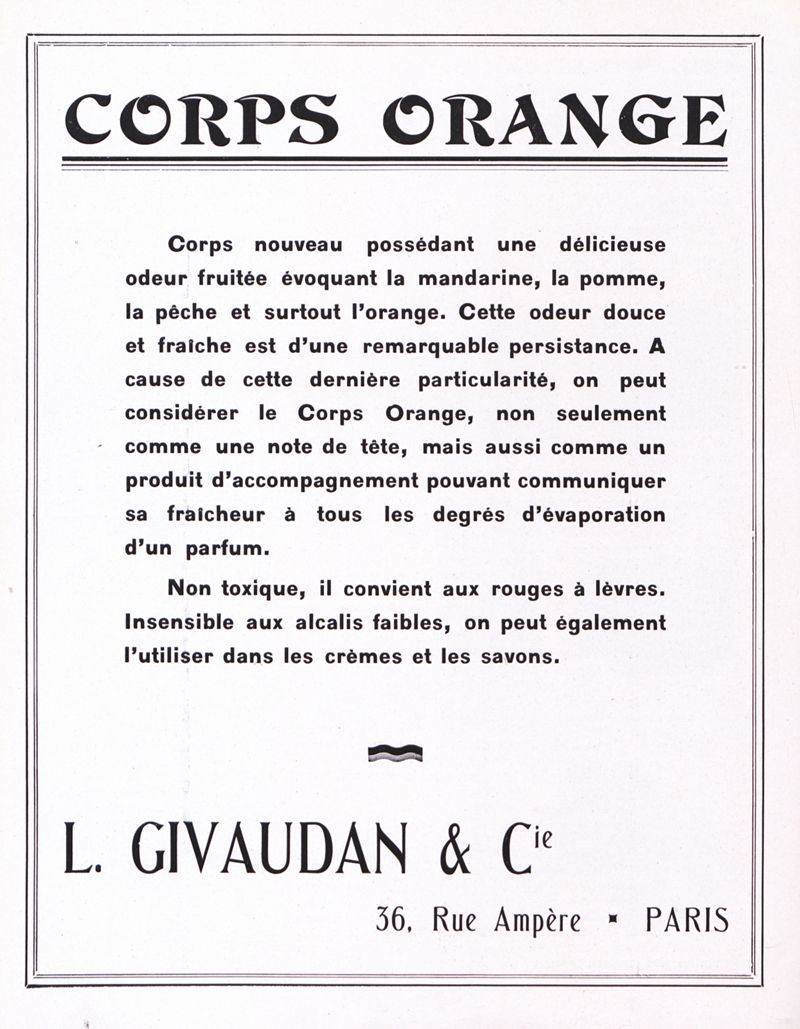 CORPS ORANGE
Corps nouveau possédant une délicieuse
odeur fruitée évoquant la mandarine, la pomme,
la pêche et surtout l'orange. Cette odeur douce
et fraîche est d'une remarquable persistance. A
cause de cette dernière particularité, on peut
considérer le Corps Orange, non seulement
comme une note de tête, mais aussi comme un
produit d'accompagnement pouvant communiquer
sa fraîcheur à tous les degrés d'évaporation
d'un parfum.
Non toxique, il convient aux rouges à lèvres.
Insensible aux alcalis faibles, on peut également
l'utiliser dans les crèmes et les savons.
L. GIVAUDAN & Cie
36, Rue Ampère ▪ PARIS